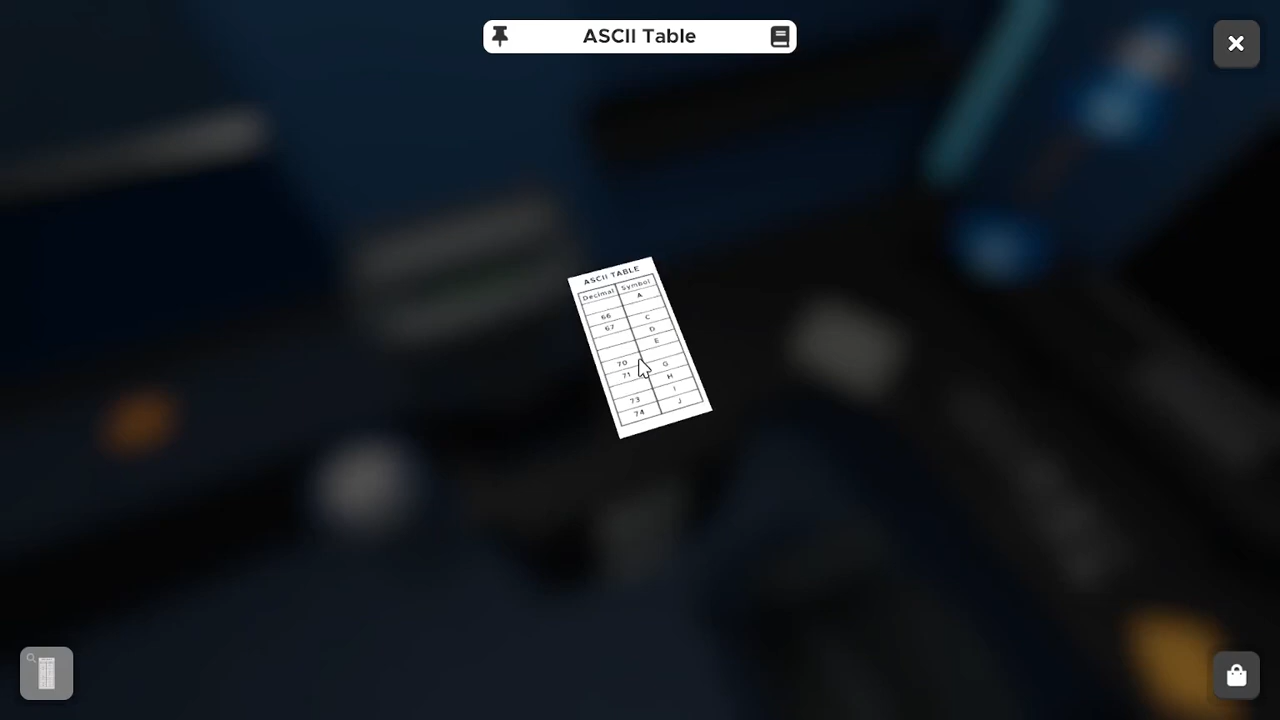 ASCII Table
ASCII TABLE
Decimal Symbol
A
66
67 C
D
E
70
71 G
H
73 I
74 J